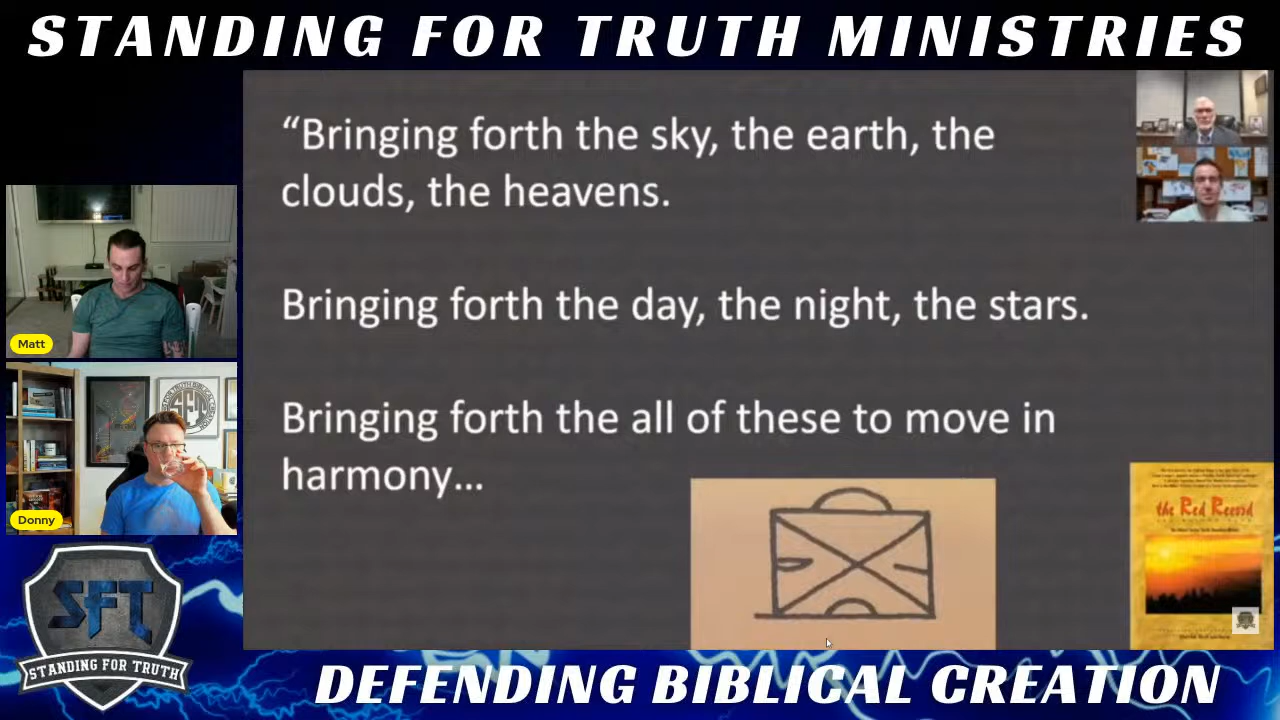 STANDING FOR TRUTH MINISTRIES
“Bringing forth the sky, the earth, the
clouds, the heavens.
Bringing forth the day, the night, the stars.
Bringing forth the all of these to move in
harmony...
Matt
Donny
the Red Record
SFT
SFT
STANDING FOR TRUTH
DEFENDING BIBLICAL CREATION